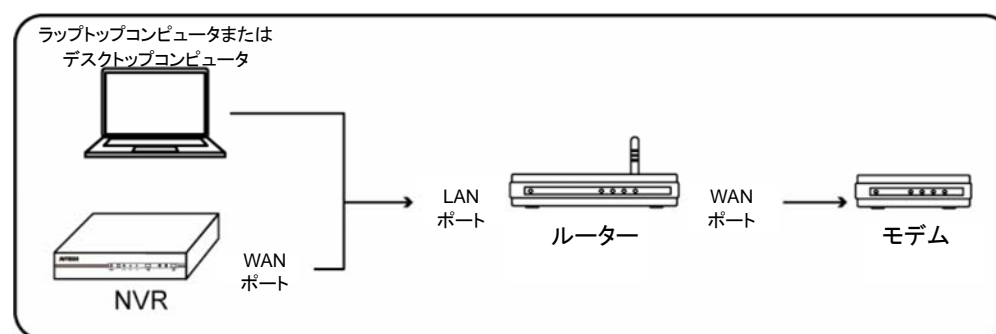 ラップトップコンピュータまたは
デスクトップコンピュータ
LAN
ポート
WAN
ポート
ルーター
モデム
WAN
ポート
AVTECH
NVR